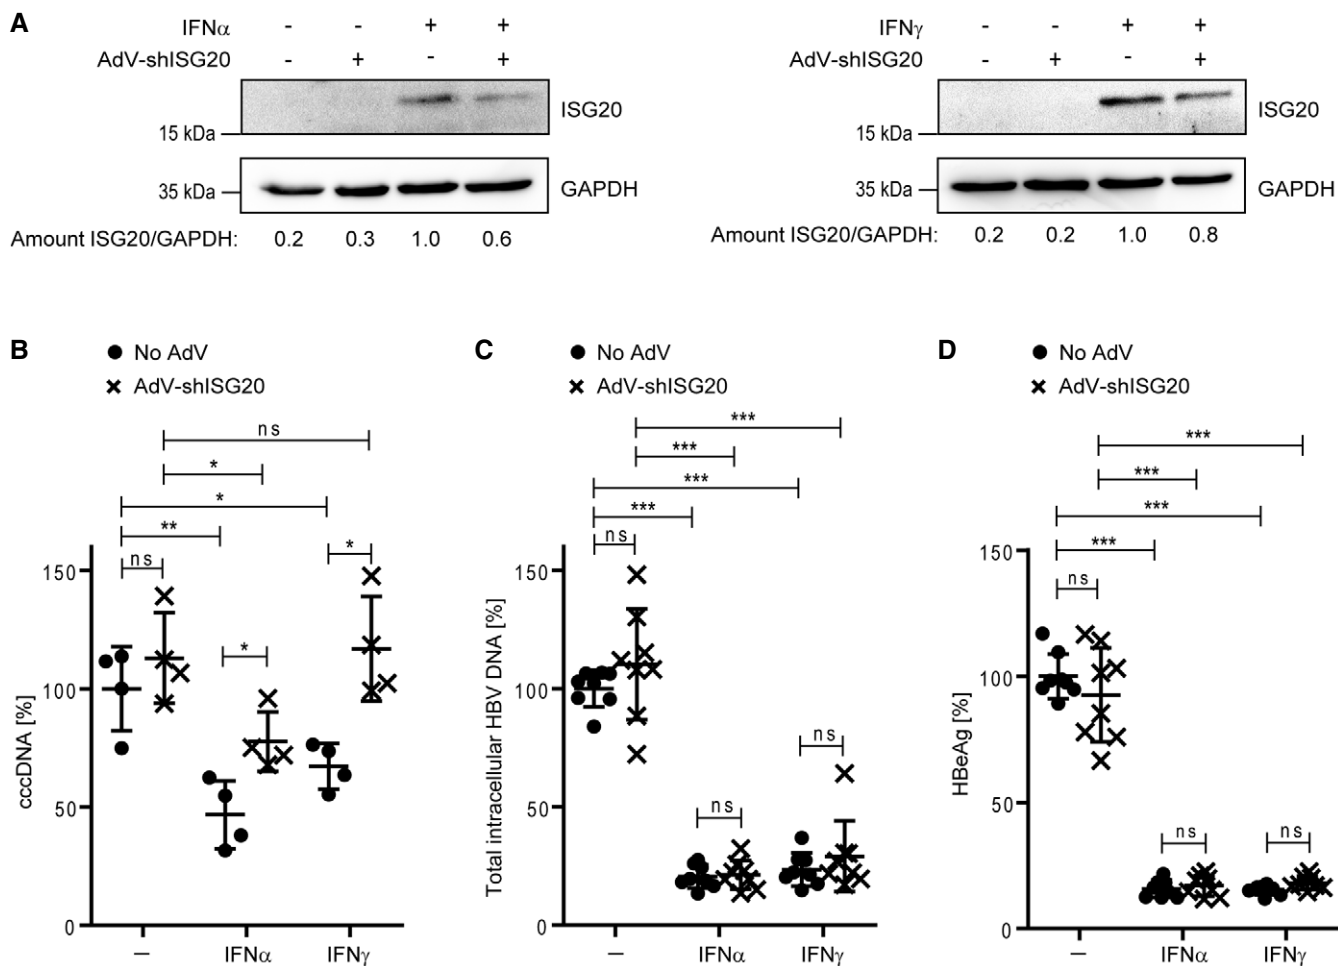 A
IFNα - - + +
AdV-shISG20 - + - +
ISG20
15 kDa
35 kDa
GAPDH
Amount ISG20/GAPDH: 0.2 0.3 1.0 0.6
IFNγ - - + +
AdV-shISG20 - + - +
ISG20
15 kDa
35 kDa
GAPDH
Amount ISG20/GAPDH: 0.2 0.2 1.0 0.8
B
No AdV
AdV-shISG20
ns
*
*
**
ns
*
*
cccDNA [%]
150
100
50
0
– IFNα IFNγ
C
No AdV
AdV-shISG20
***
***
***
***
ns
ns
ns
Total intracellular HBV DNA [%]
150
100
50
0
– IFNα IFNγ
D
No AdV
AdV-shISG20
***
***
***
***
ns
ns
ns
HBeAg [%]
150
100
50
0
– IFNα IFNγ